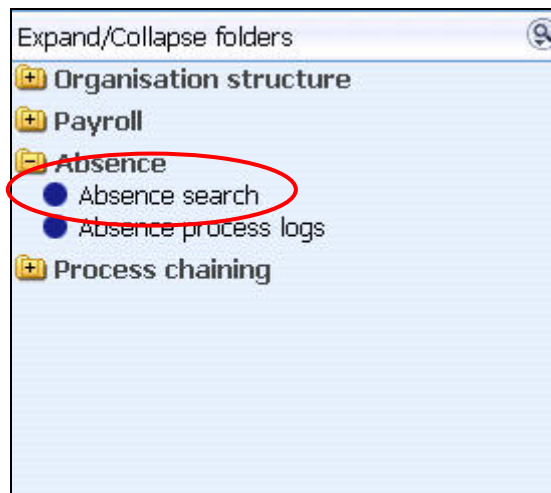 Expand/Collapse folders
Organisation structure
Payroll
Absence
Absence search
Absence process logs
Process chaining